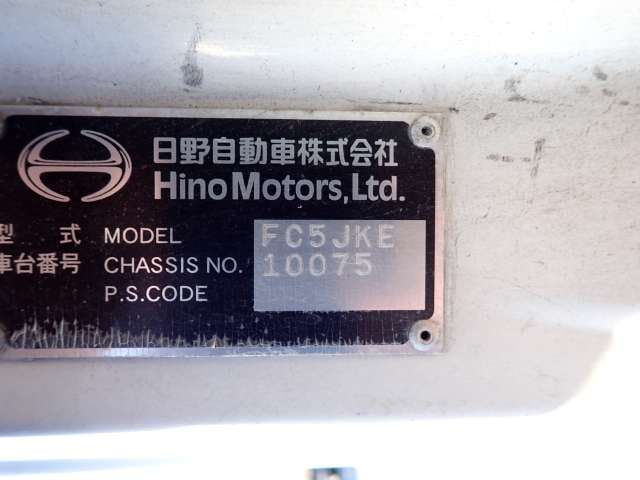 日野自動車株式会社
Hino Motors, Ltd.
型 式 MODEL FC5JKE
車台番号 CHASSIS NO. 10075
P.S.CODE